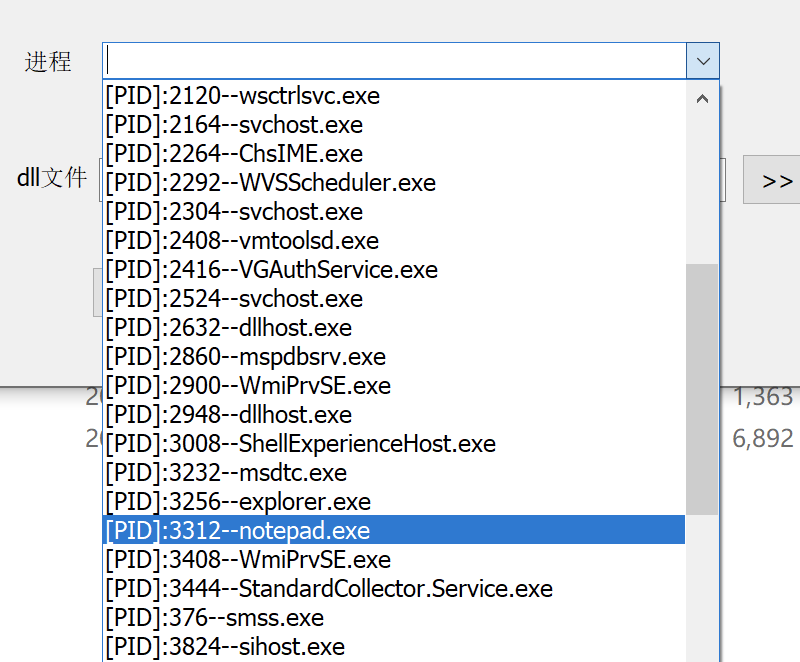 进程
[PID]:2120--wsctrlsvc.exe
[PID]:2164--svchost.exe
[PID]:2264--ChsIME.exe
dll文件
[PID]:2292--WVSScheduler.exe
>>
[PID]:2304--svchost.exe
[PID]:2408--vmtoolsd.exe
[PID]:2416--VGAuthService.exe
[PID]:2524--svchost.exe
[PID]:2632--dllhost.exe
[PID]:2860--mspdbsrv.exe
[PID]:2900--WmiPrvSE.exe
1,363
[PID]:2948--dllhost.exe
[PID]:3008--ShellExperienceHost.exe
6,892
[PID]:3232--msdtc.exe
[PID]:3256--explorer.exe
[PID]:3312--notepad.exe
[PID]:3408--WmiPrvSE.exe
[PID]:3444--StandardCollector.Service.exe
[PID]:376--smss.exe
[PID]:3824--sihost.exe